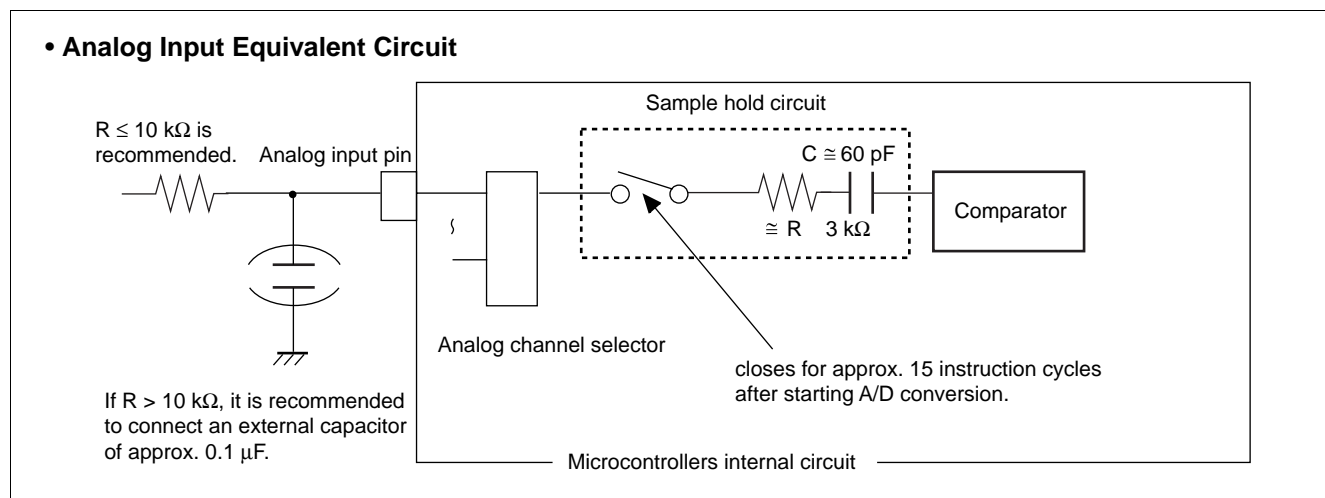 • Analog Input Equivalent Circuit
Sample hold circuit
R ≤ 10 kΩ is
recommended.
Analog input pin
C ≅ 60 pF
≅ R 3 kΩ
Comparator
Analog channel selector
closes for approx. 15 instruction cycles
after starting A/D conversion.
If R > 10 kΩ, it is recommended
to connect an external capacitor
of approx. 0.1 μF.
Microcontrollers internal circuit